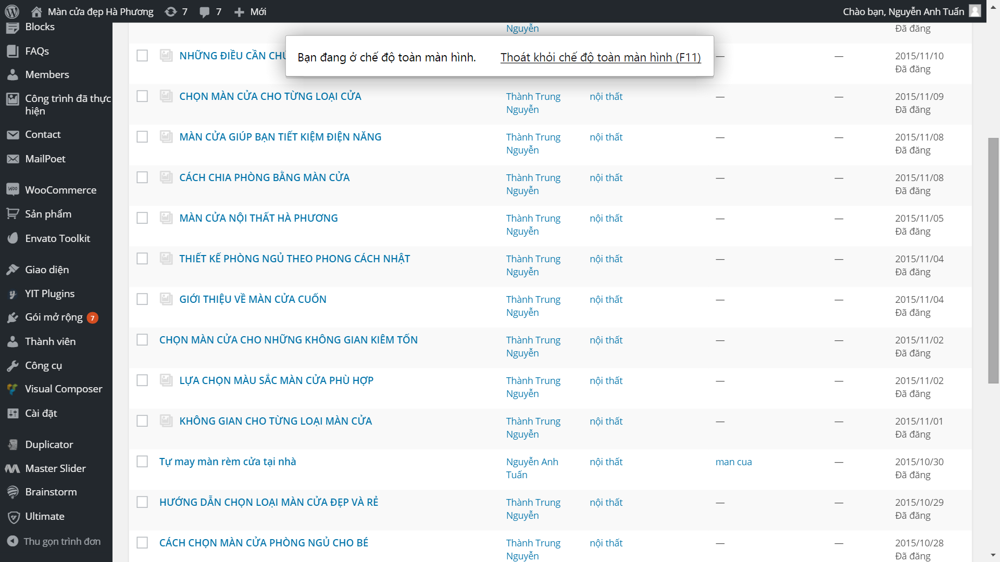 Màn cửa đẹp Hà Phương 7 7 Mới
Chào bạn, Nguyễn Anh Tuấn
Blocks
FAQs
Members
Công trình đã thực
hiện
Contact
MailPoet
WooCommerce
Sản phẩm
Envato Toolkit
Giao diện
YIT Plugins
Gói mở rộng 7
Thành viên
Công cụ
Visual Composer
Cài đặt
Duplicator
Master Slider
Brainstorm
Ultimate
Thu gọn trình đơn
Bạn đang ở chế độ toàn màn hình. Thoát khỏi chế độ toàn màn hình (F11)
Nguyễn Đã đăng
NHỮNG ĐIỀU CẦN — — 2015/11/10
Đã đăng
CHỌN MÀN CỬA CHO TỪNG LOẠI CỬA Thành Trung nội thất — — 2015/11/09
Nguyễn Đã đăng
MÀN CỬA GIÚP BẠN TIẾT KIỆM ĐIỆN NĂNG Thành Trung nội thất — — 2015/11/08
Nguyễn Đã đăng
CÁCH CHIA PHÒNG BẰNG MÀN CỬA Thành Trung nội thất — — 2015/11/08
Nguyễn Đã đăng
MÀN CỬA NỘI THẤT HÀ PHƯƠNG Thành Trung nội thất — — 2015/11/05
Nguyễn Đã đăng
THIẾT KẾ PHÒNG NGỦ THEO PHONG CÁCH NHẬT Thành Trung nội thất — — 2015/11/04
Nguyễn Đã đăng
GIỚI THIỆU VỀ MÀN CỬA CUỐN Thành Trung nội thất — — 2015/11/04
Nguyễn Đã đăng
CHỌN MÀN CỬA CHO NHỮNG KHÔNG GIAN KIÊM TỐN Thành Trung nội thất — — 2015/11/02
Nguyễn Đã đăng
LỰA CHỌN MÀU SẮC MÀN CỬA PHÙ HỢP Thành Trung nội thất — — 2015/11/02
Nguyễn Đã đăng
KHÔNG GIAN CHO TỪNG LOẠI MÀN CỬA Thành Trung nội thất — — 2015/11/01
Nguyễn Đã đăng
Tự may màn rèm cửa tại nhà Nguyễn Anh nội thất man cua — 2015/10/30
Tuấn Đã đăng
HƯỚNG DẪN CHỌN LOẠI MÀN CỬA ĐẸP VÀ RẺ Thành Trung nội thất — — 2015/10/29
Nguyễn Đã đăng
CÁCH CHỌN MÀN CỬA PHÒNG NGỦ CHO BÉ Thành Trung nội thất — — 2015/10/28
Nguyễn Đã đăng